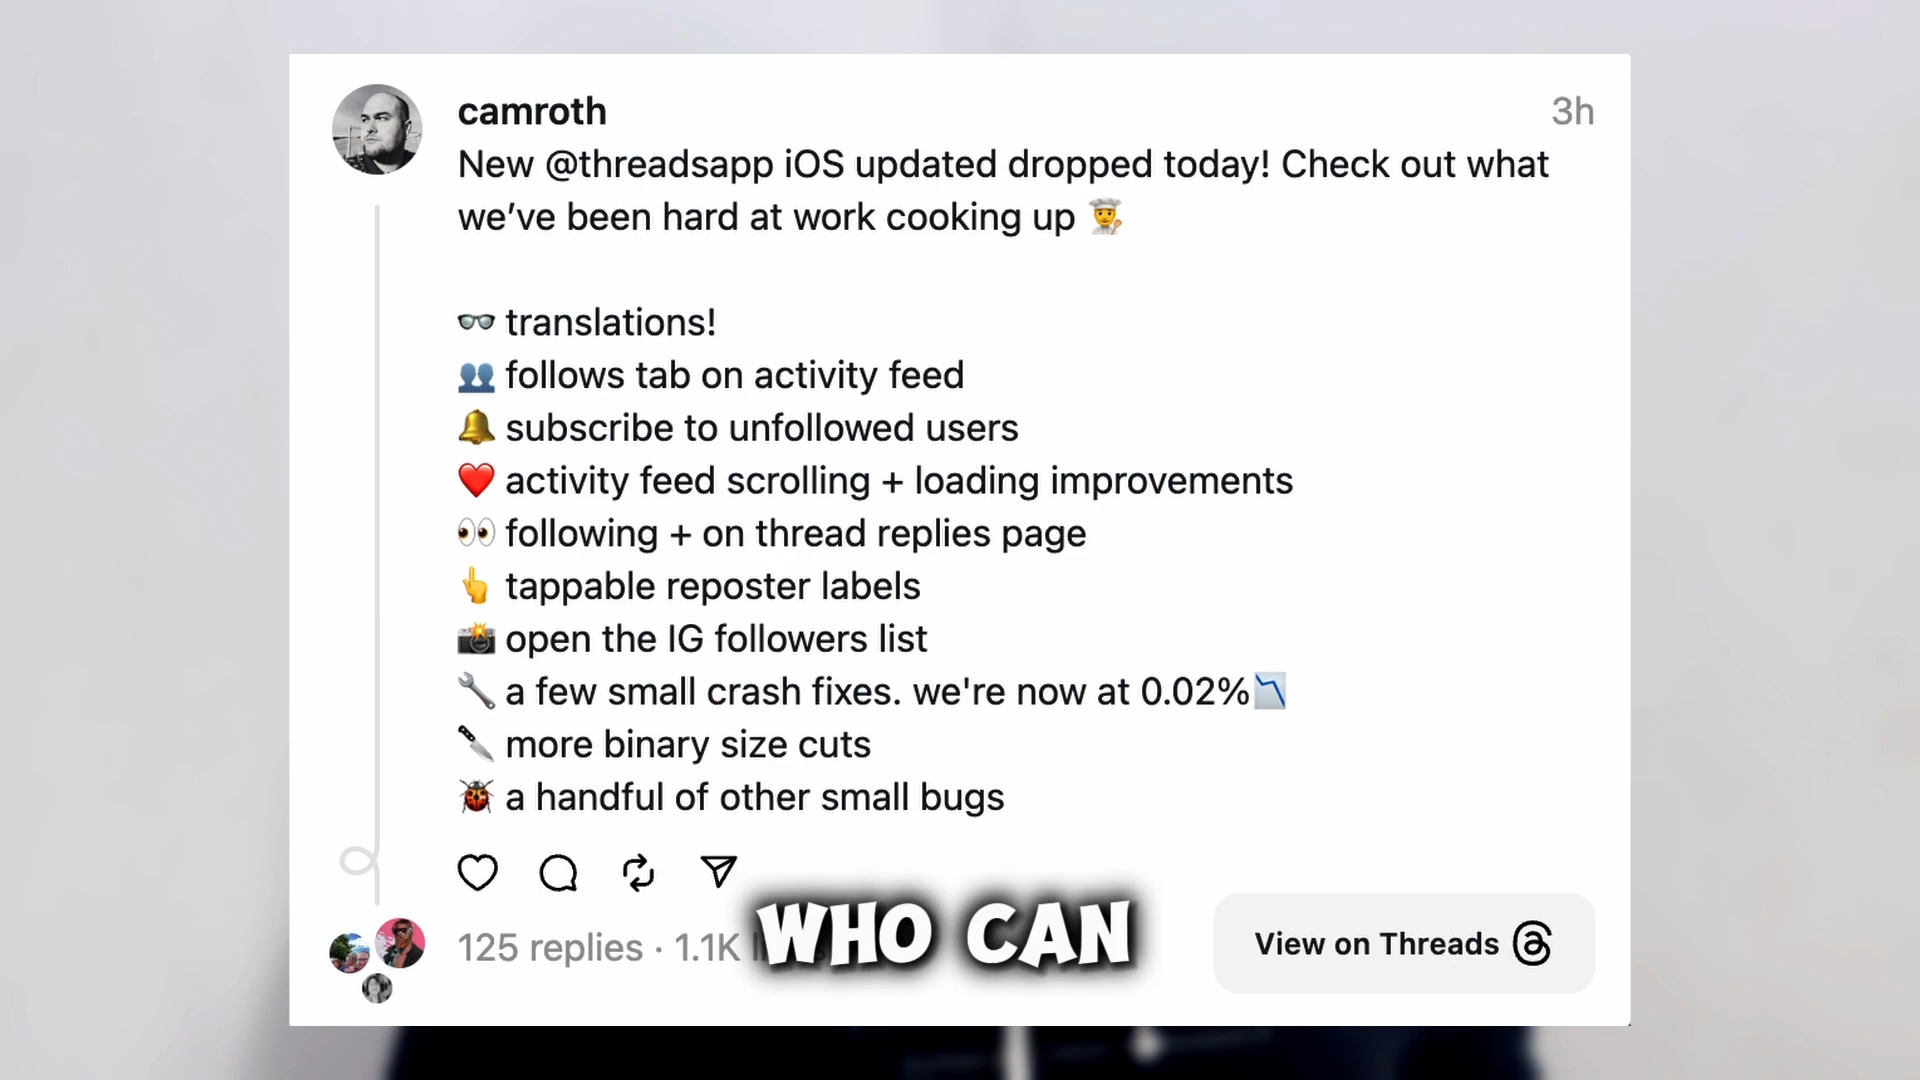 camroth
3h
New @threadsapp iOS updated dropped today! Check out what
we’ve been hard at work cooking up 👨‍🍳
👓 translations!
👥 follows tab on activity feed
🔔 subscribe to unfollowed users
❤️ activity feed scrolling + loading improvements
👀 following + on thread replies page
👆 tappable reposter labels
📸 open the IG followers list
🔧 a few small crash fixes. we're now at 0.02%📉
🔪 more binary size cuts
🐞 a handful of other small bugs
125 replies · 1.1K
WHO CAN
View on Threads